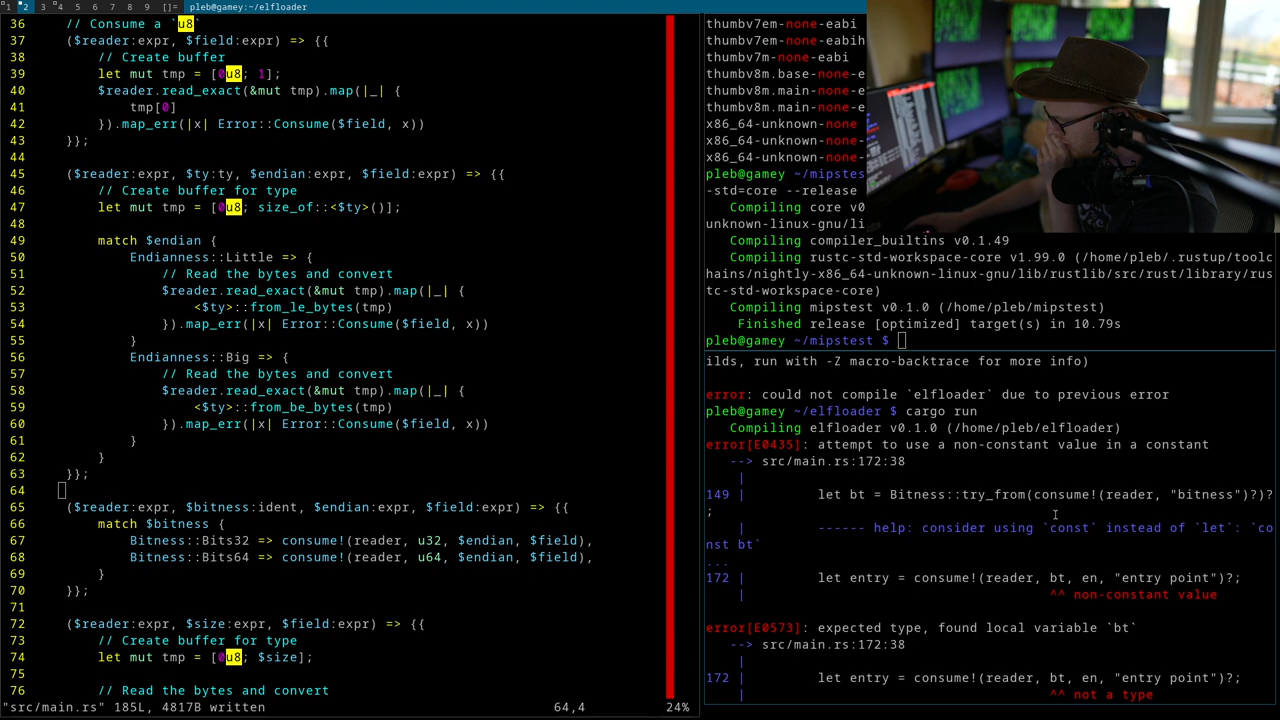 1 2 3 4 5 6 7 8 9 []= pleb@gamey:~/elfloader
36 // Consume a `u8`
37 ($reader:expr, $field:expr) => {{
38 // Create buffer
39 let mut tmp = [0u8; 1];
40 $reader.read_exact(&mut tmp).map(|_| {
41 tmp[0]
42 }).map_err(|x| Error::Consume($field, x))
43 }};
44
45 ($reader:expr, $ty:ty, $endian:expr, $field:expr) => {{
46 // Create buffer for type
47 let mut tmp = [0u8; size_of::<$ty>()];
48
49 match $endian {
50 Endianness::Little => {
51 // Read the bytes and convert
52 $reader.read_exact(&mut tmp).map(|_| {
53 <$ty>::from_le_bytes(tmp)
54 }).map_err(|x| Error::Consume($field, x))
55 }
56 Endianness::Big => {
57 // Read the bytes and convert
58 $reader.read_exact(&mut tmp).map(|_| {
59 <$ty>::from_be_bytes(tmp)
60 }).map_err(|x| Error::Consume($field, x))
61 }
62 }
63 }};
64
65 ($reader:expr, $bitness:ident, $endian:expr, $field:expr) => {{
66 match $bitness {
67 Bitness::Bits32 => consume!(reader, u32, $endian, $field),
68 Bitness::Bits64 => consume!(reader, u64, $endian, $field),
69 }
70 }};
71
72 ($reader:expr, $size:expr, $field:expr) => {{
73 // Create buffer for type
74 let mut tmp = [0u8; $size];
75
76 // Read the bytes and convert
"src/main.rs" 185L, 4817B written 64,4 24%
thumbv7em-none-eabi
thumbv7em-none-eabih
thumbv7m-none-eabi
thumbv8m.base-none-e
thumbv8m.main-none-e
thumbv8m.main-none-e
x86_64-unknown-none
x86_64-unknown-none-
x86_64-unknown-none-
pleb@gamey ~/mipstes
-std=core --release
Compiling core v0
unknown-linux-gnu/li
Compiling compiler_builtins v0.1.49
Compiling rustc-std-workspace-core v1.99.0 (/home/pleb/.rustup/toolc
hains/nightly-x86_64-unknown-linux-gnu/lib/rustlib/src/rust/library/rus
tc-std-workspace-core)
Compiling mipstest v0.1.0 (/home/pleb/mipstest)
Finished release [optimized] target(s) in 10.79s
pleb@gamey ~/mipstest $
ilds, run with -Z macro-backtrace for more info)
error: could not compile `elfloader` due to previous error
pleb@gamey ~/elfloader $ cargo run
Compiling elfloader v0.1.0 (/home/pleb/elfloader)
error[E0435]: attempt to use a non-constant value in a constant
--> src/main.rs:172:38
|
149 | let bt = Bitness::try_from(consume!(reader, "bitness")?)?
;
| ------ help: consider using `const` instead of `let`: `co
nst bt`
...
172 | let entry = consume!(reader, bt, en, "entry point")?;
| ^^ non-constant value
error[E0573]: expected type, found local variable `bt`
--> src/main.rs:172:38
|
172 | let entry = consume!(reader, bt, en, "entry point")?;
| ^^ not a type